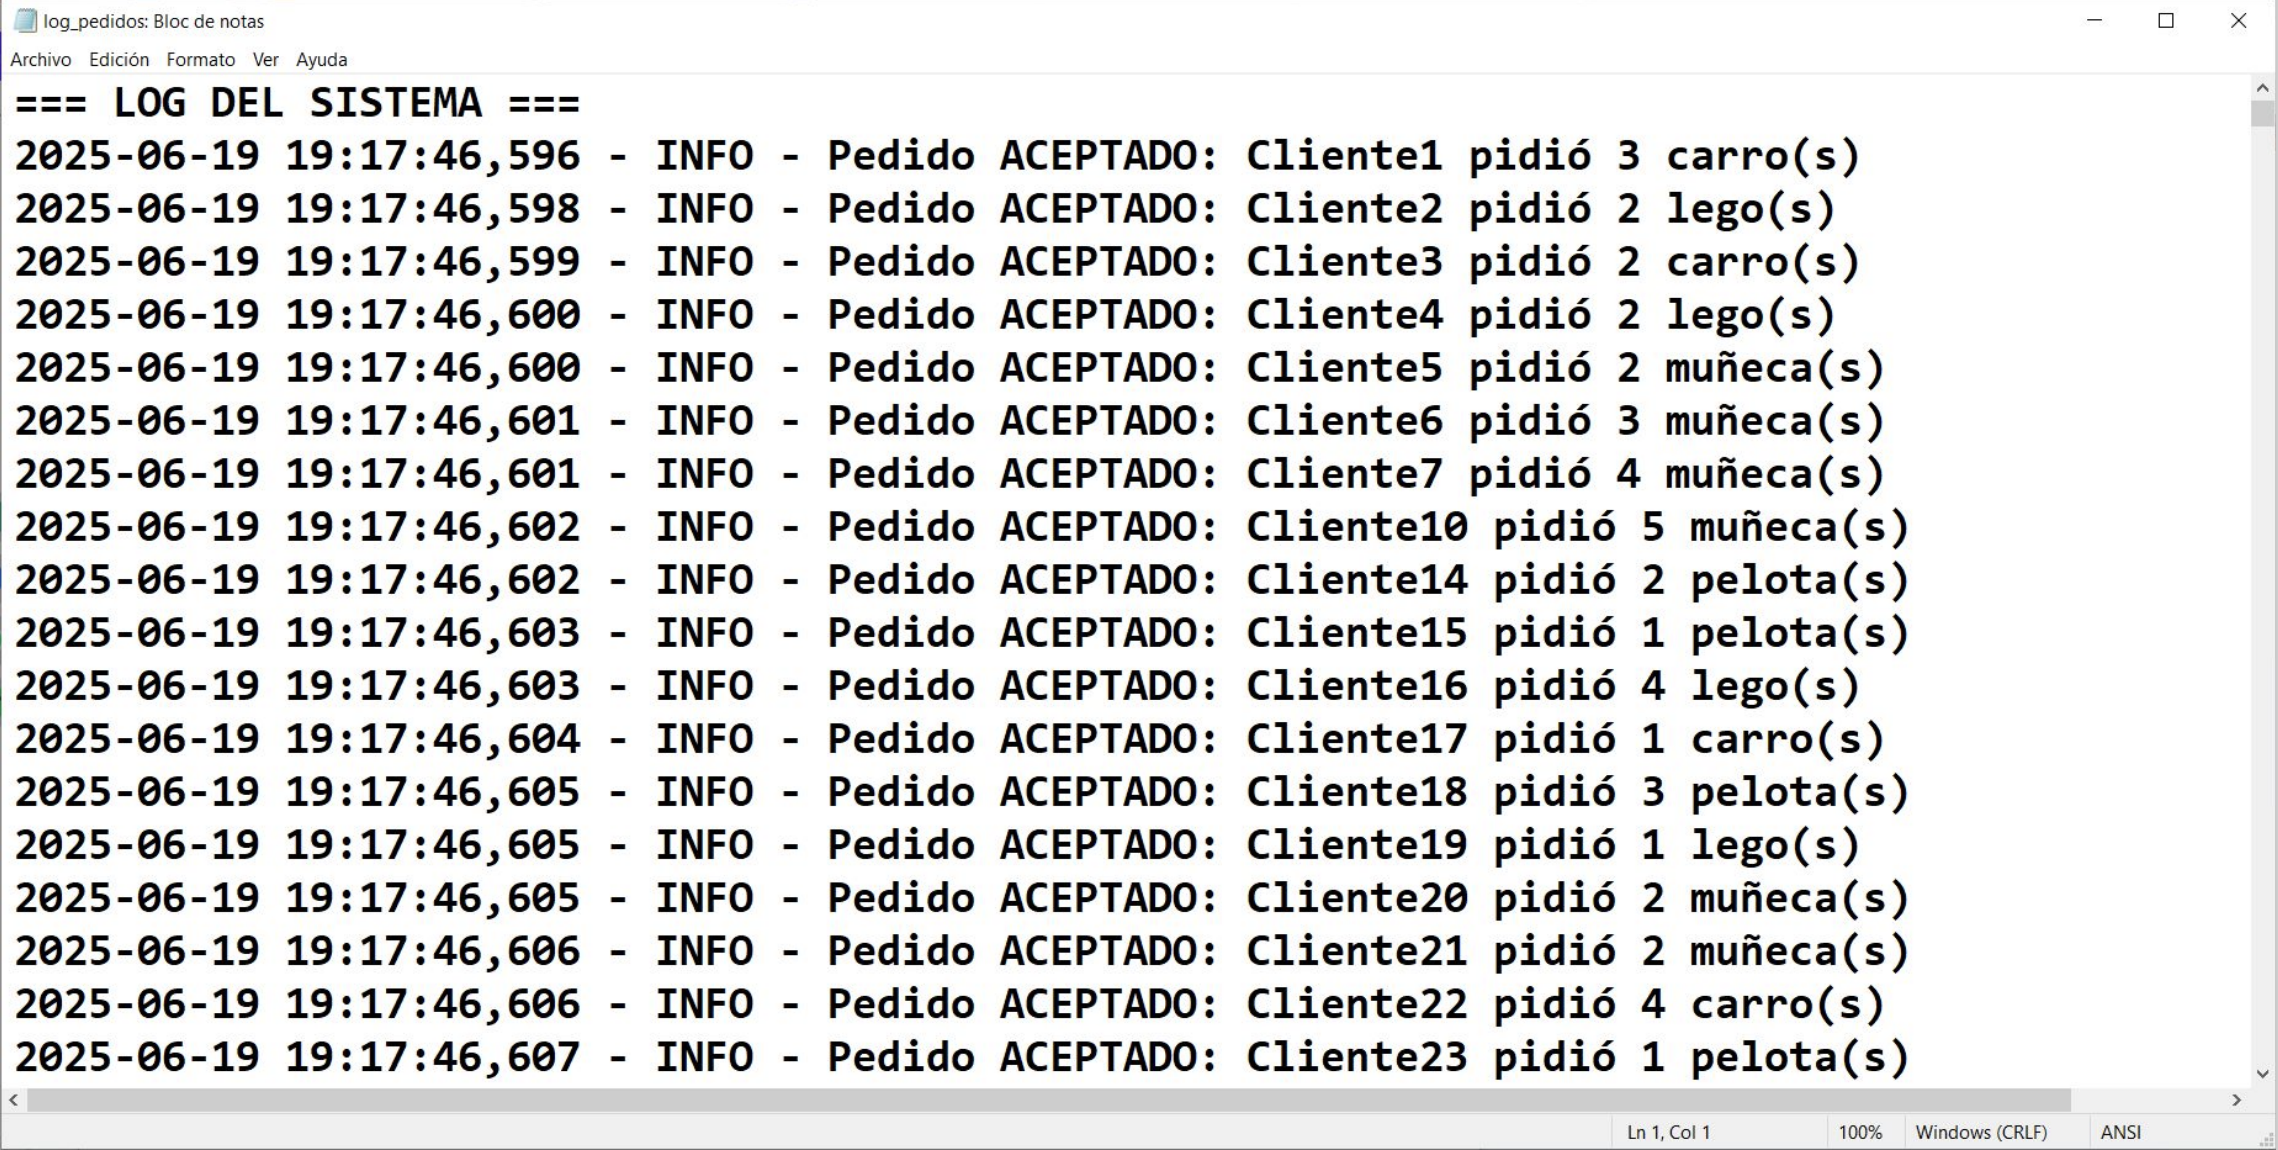 log_pedidos: Bloc de notas
Archivo Edición Formato Ver Ayuda
=== LOG DEL SISTEMA ===
2025-06-19 19:17:46,596 - INFO - Pedido ACEPTADO: Cliente1 pidió 3 carro(s)
2025-06-19 19:17:46,598 - INFO - Pedido ACEPTADO: Cliente2 pidió 2 lego(s)
2025-06-19 19:17:46,599 - INFO - Pedido ACEPTADO: Cliente3 pidió 2 carro(s)
2025-06-19 19:17:46,600 - INFO - Pedido ACEPTADO: Cliente4 pidió 2 lego(s)
2025-06-19 19:17:46,600 - INFO - Pedido ACEPTADO: Cliente5 pidió 2 muñeca(s)
2025-06-19 19:17:46,601 - INFO - Pedido ACEPTADO: Cliente6 pidió 3 muñeca(s)
2025-06-19 19:17:46,601 - INFO - Pedido ACEPTADO: Cliente7 pidió 4 muñeca(s)
2025-06-19 19:17:46,602 - INFO - Pedido ACEPTADO: Cliente10 pidió 5 muñeca(s)
2025-06-19 19:17:46,602 - INFO - Pedido ACEPTADO: Cliente14 pidió 2 pelota(s)
2025-06-19 19:17:46,603 - INFO - Pedido ACEPTADO: Cliente15 pidió 1 pelota(s)
2025-06-19 19:17:46,603 - INFO - Pedido ACEPTADO: Cliente16 pidió 4 lego(s)
2025-06-19 19:17:46,604 - INFO - Pedido ACEPTADO: Cliente17 pidió 1 carro(s)
2025-06-19 19:17:46,605 - INFO - Pedido ACEPTADO: Cliente18 pidió 3 pelota(s)
2025-06-19 19:17:46,605 - INFO - Pedido ACEPTADO: Cliente19 pidió 1 lego(s)
2025-06-19 19:17:46,605 - INFO - Pedido ACEPTADO: Cliente20 pidió 2 muñeca(s)
2025-06-19 19:17:46,606 - INFO - Pedido ACEPTADO: Cliente21 pidió 2 muñeca(s)
2025-06-19 19:17:46,606 - INFO - Pedido ACEPTADO: Cliente22 pidió 4 carro(s)
2025-06-19 19:17:46,607 - INFO - Pedido ACEPTADO: Cliente23 pidió 1 pelota(s)
Ln 1, Col 1 100% Windows (CRLF) ANSI